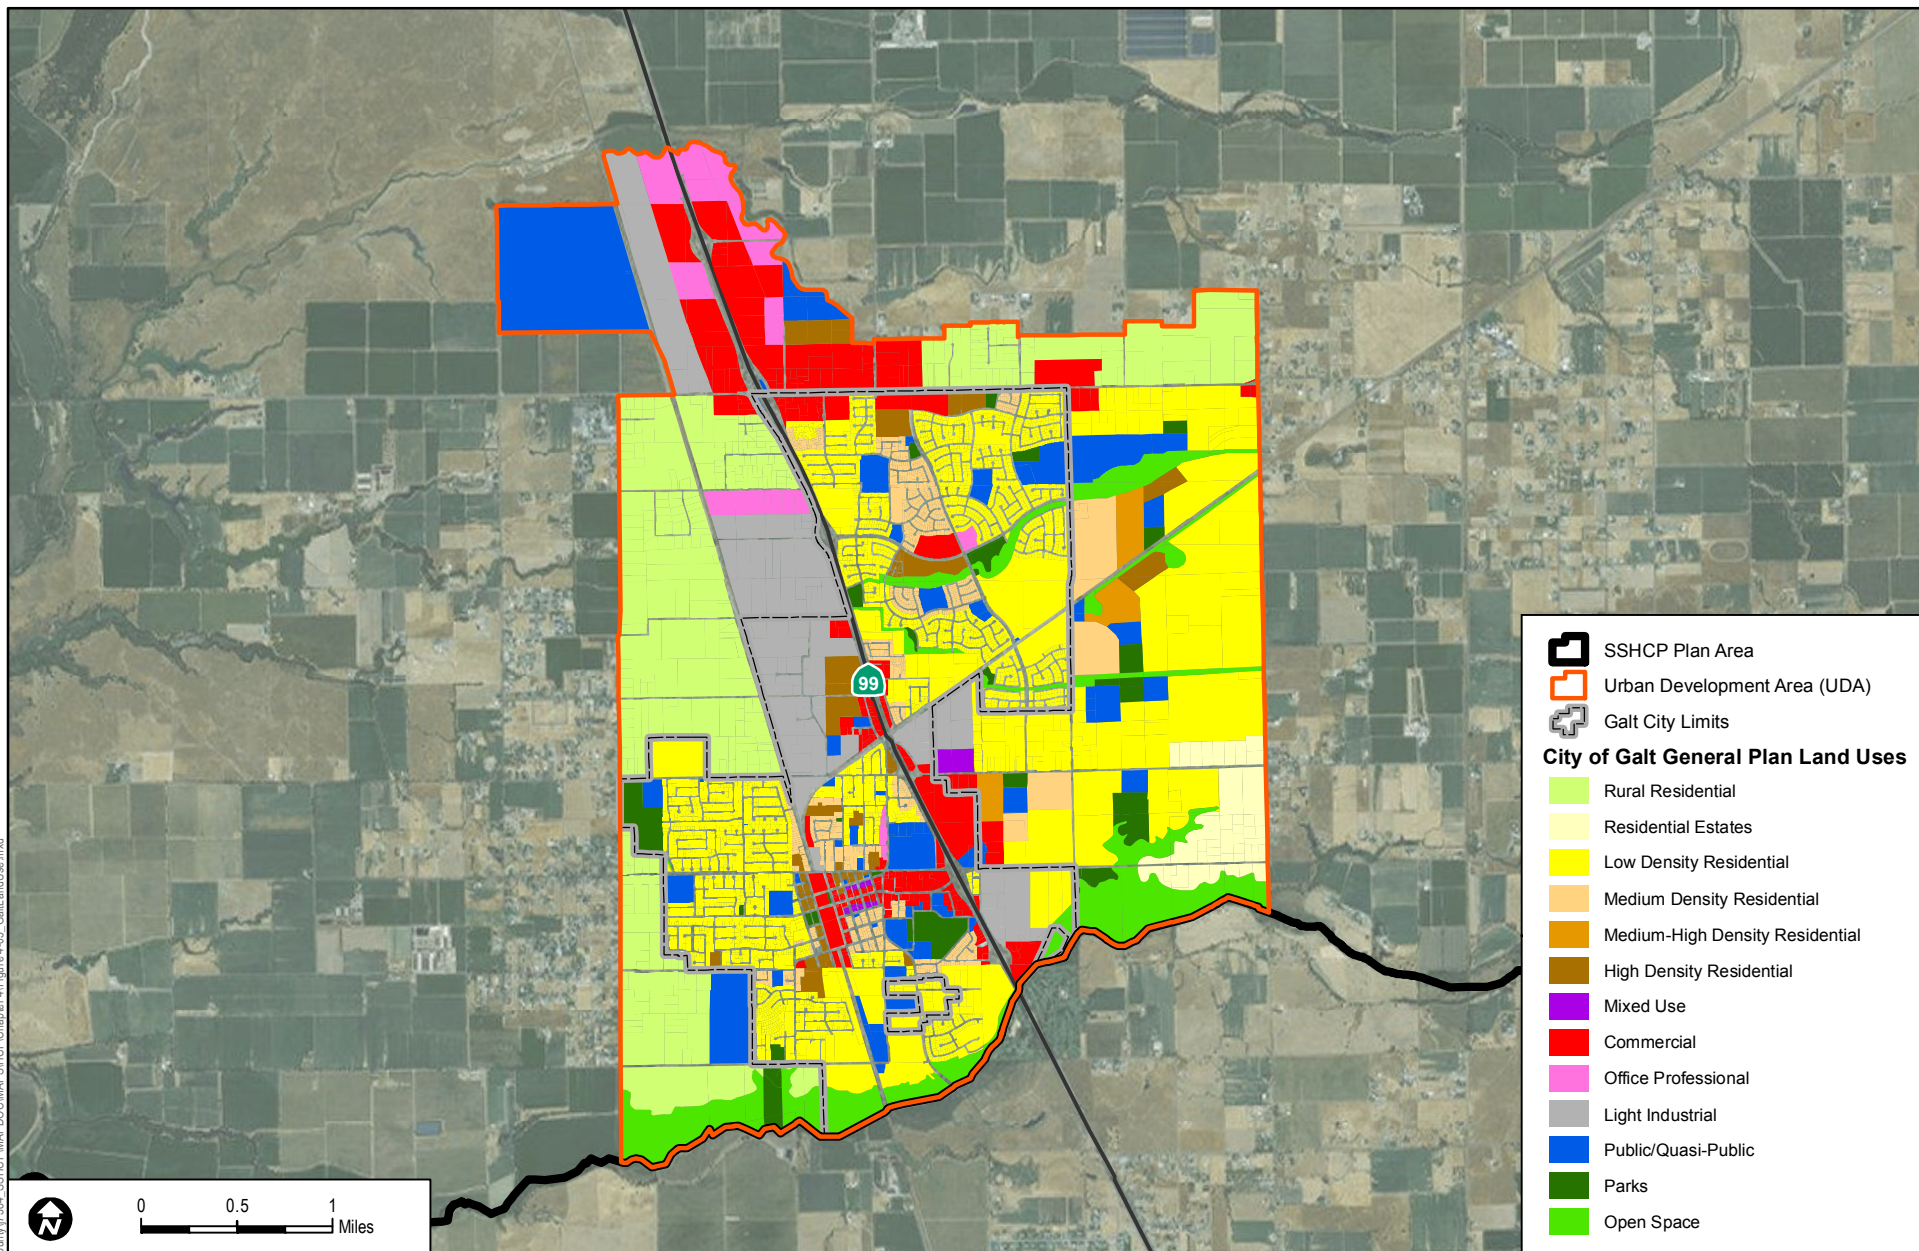 99
SSHCP Plan Area
Urban Development Area (UDA)
Galt City Limits
City of Galt General Plan Land Uses
Rural Residential
Residential Estates
Low Density Residential
Medium Density Residential
Medium-High Density Residential
High Density Residential
Mixed Use
Commercial
Office Professional
Light Industrial
Public/Quasi-Public
Parks
Open Space
N
0 0.5 1
Miles